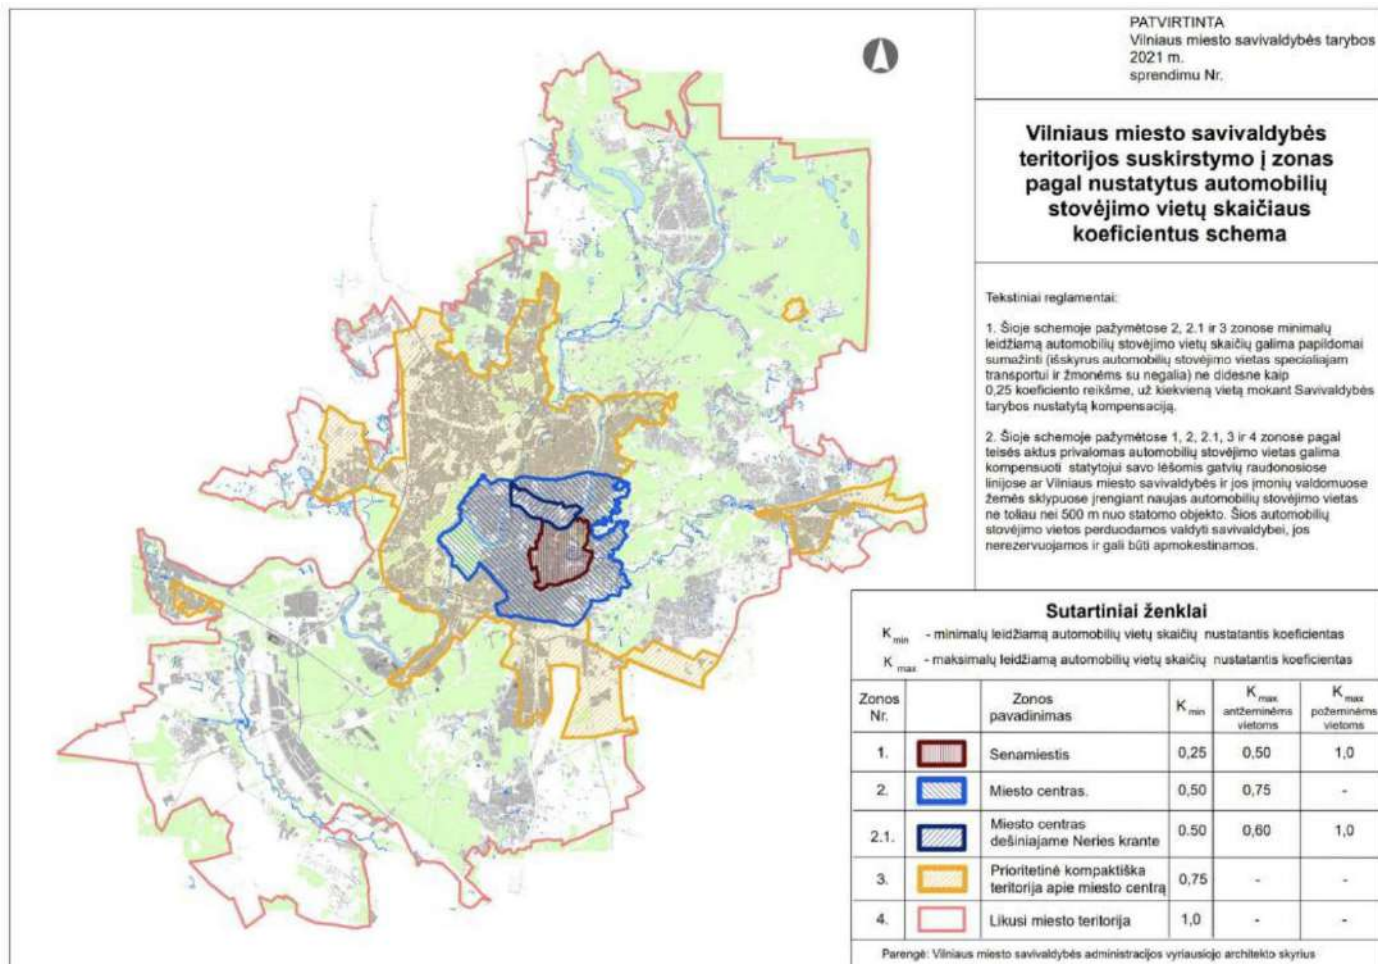 PATVIRTINTA
Vilniaus miesto savivaldybės tarybos
2021 m.
sprendimu Nr.
Vilniaus miesto savivaldybės
teritorijos suskirstymo į zonas
pagal nustatytus automobilių
stovėjimo vietų skaičiaus
koeficientus schema
Tekstiniai reglamentai:
1. Šioje schemoje pažymėtose 2, 2.1 ir 3 zonose minimalų
leidžiamą automobilių stovėjimo vietų skaičių galima papildomai
sumažinti (išskyrus automobilių stovėjimo vietas specialiajam
transportui ir žmonėms su negalia) ne didesne kaip
0,25 koeficiento reikšme, už kiekvieną vietą mokant Savivaldybės
tarybos nustatytą kompensaciją.
2. Šioje schemoje pažymėtose 1, 2, 2.1, 3 ir 4 zonose pagal
teisės aktus privalomas automobilių stovėjimo vietas galima
kompensuoti statytojui savo lėšomis gatvių raudonosiose
linijose ar Vilniaus miesto savivaldybės ir jos įmonių valdomuose
žemės sklypuose įrengiant naujas automobilių stovėjimo vietas
ne toliau nei 500 m nuo statomo objekto. Šios automobilių
stovėjimo vietos perduodamos valdyti savivaldybei, jos
nerezervuojamos ir gali būti apmokestinamos.
Sutartiniai ženklai
K min - minimalų leidžiamą automobilių vietų skaičių nustatantis koeficientas
K max - maksimalų leidžiamą automobilių vietų skaičių nustatantis koeficientas
Zonos Nr. Zonos pavadinimas K min K max antžeminėms vietoms K max požeminėms vietoms
1. Senamiestis 0,25 0,50 1,0
2. Miesto centras. 0,50 0,75 -
2.1. Miesto centras dešiniajame Neries krante 0.50 0,60 1,0
3. Prioritetinė kompaktiška teritorija apie miesto centrą 0,75 - -
4. Likusi miesto teritorija 1,0 - -
Parengė: Vilniaus miesto savivaldybės administracijos vyriausiojo architekto skyrius